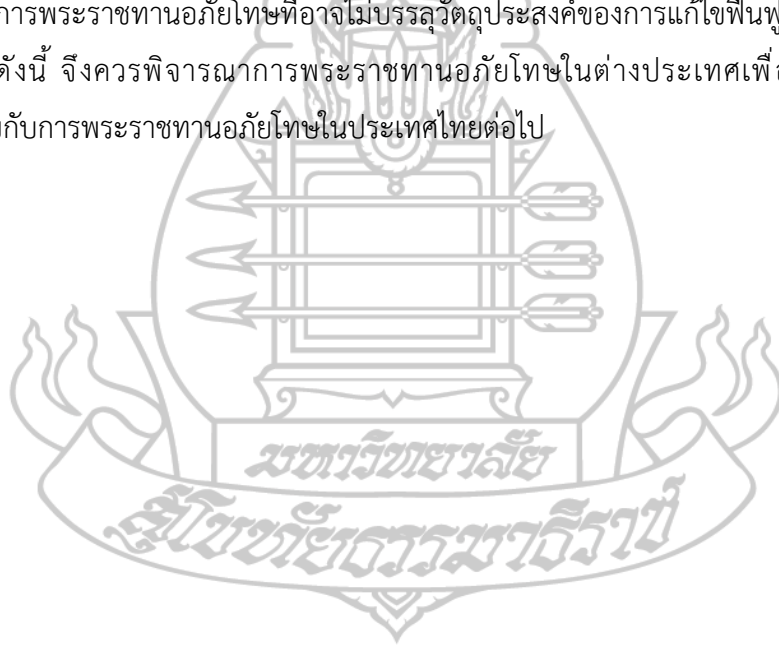 การพระราชทานอภัยโทษที่อาจไม่บรรลุวัตถุประสงค์ของการแก้ไขฟื้นฟู
ดังนี้ จึงควรพิจารณาการพระราชทานอภัยโทษในต่างประเทศเพื่อ
กับการพระราชทานอภัยโทษในประเทศไทยต่อไป
มหาวิทยาลัย
สุโขทัยธรรมาธิราช